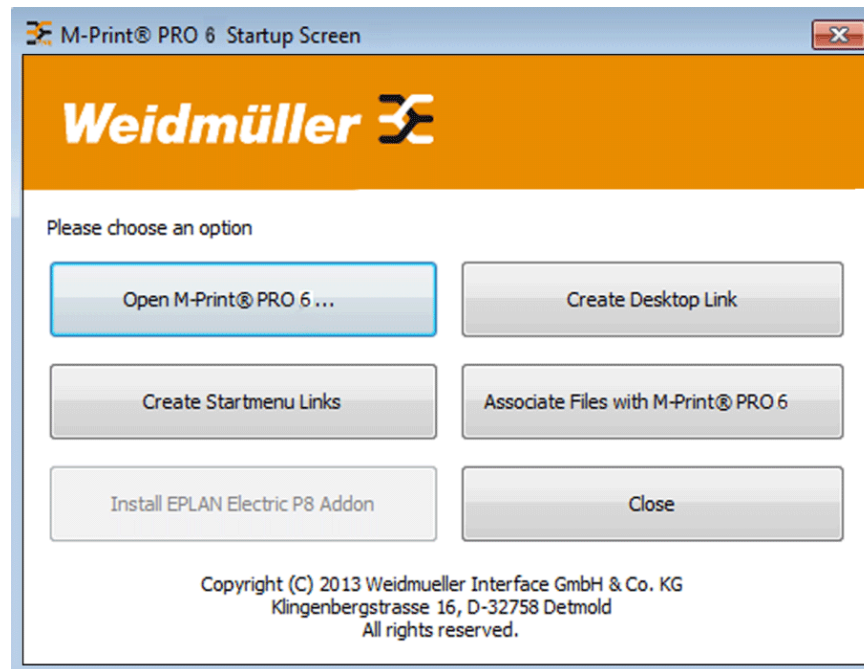 M-Print® PRO 6 Startup Screen
Weidmüller
Please choose an option
Open M-Print® PRO 6 ...
Create Desktop Link
Create Startmenu Links
Associate Files with M-Print® PRO 6
Install EPLAN Electric P8 Addon
Close
Copyright (C) 2013 Weidmueller Interface GmbH & Co. KG
Klingenbergstrasse 16, D-32758 Detmold
All rights reserved.